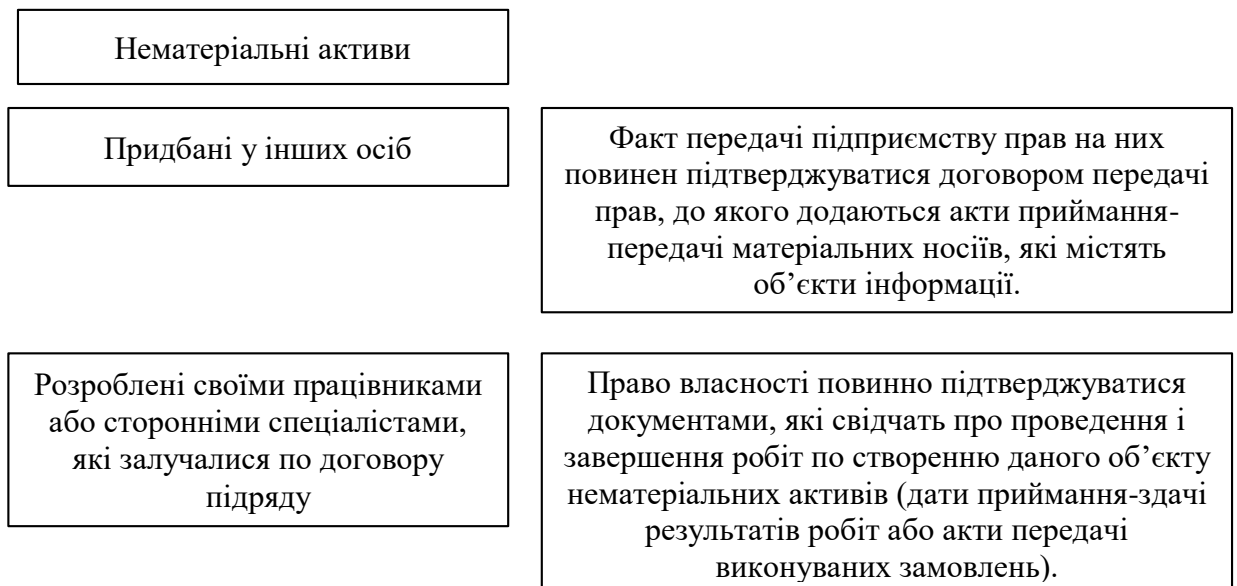 Нематеріальні активи
Придбані у інших осіб
Факт передачі підприємству прав на них
повинен підтверджуватися договором передачі
прав, до якого додаються акти приймання-
передачі матеріальних носіїв, які містять
об’єкти інформації.
Розроблені своїми працівниками
або сторонніми спеціалістами,
які залучалися по договору
підряду
Право власності повинно підтверджуватися
документами, які свідчать про проведення і
завершення робіт по створенню даного об’єкту
нематеріальних активів (дати приймання-здачі
результатів робіт або акти передачі
виконуваних замовлень).